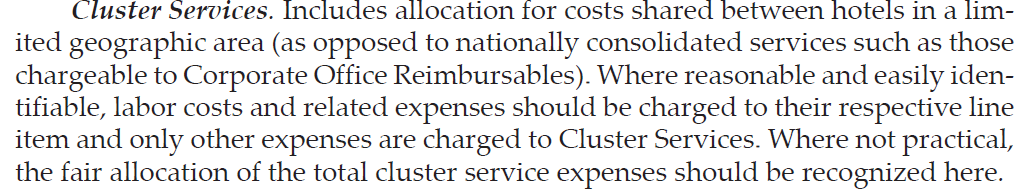 Cluster Services. Includes allocation for costs shared between hotels in a lim-
ited geographic area (as opposed to nationally consolidated services such as those
chargeable to Corporate Office Reimbursables). Where reasonable and easily iden-
tifiable, labor costs and related expenses should be charged to their respective line
item and only other expenses are charged to Cluster Services. Where not practical,
the fair allocation of the total cluster service expenses should be recognized here.